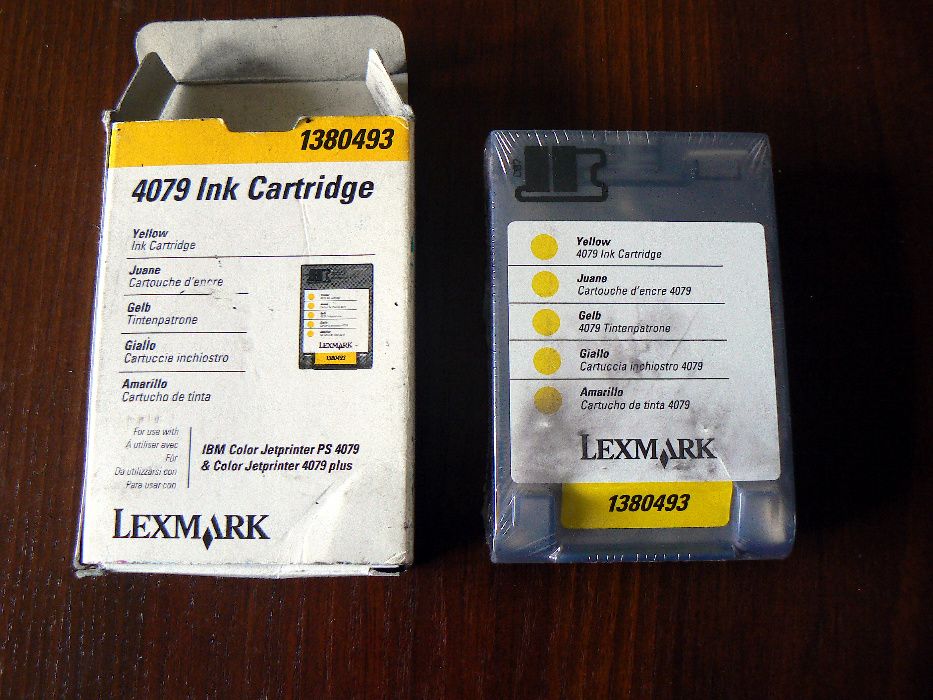 1380493
4079 Ink Cartridge
Yellow
Ink Cartridge
Juane
Cartouche d'encre
Gelb
Tintenpatrone
Giallo
Cartuccia inchiostro
Amarillo
Cartucho de tinta
For use with
A utiliser avec
Für
Da utilizzarsi con
Para usar con
IBM Color Jetprinter PS 4079
& Color Jetprinter 4079 plus
LEXMARK
LEXMARK
1380493
Yellow
4079 Ink Cartridge
Juane
Cartouche d'encre 4079
Gelb
4079 Tintenpatrone
Giallo
Cartuccia inchiostro 4079
Amarillo
Cartucho de tinta 4079
LEXMARK
1380493